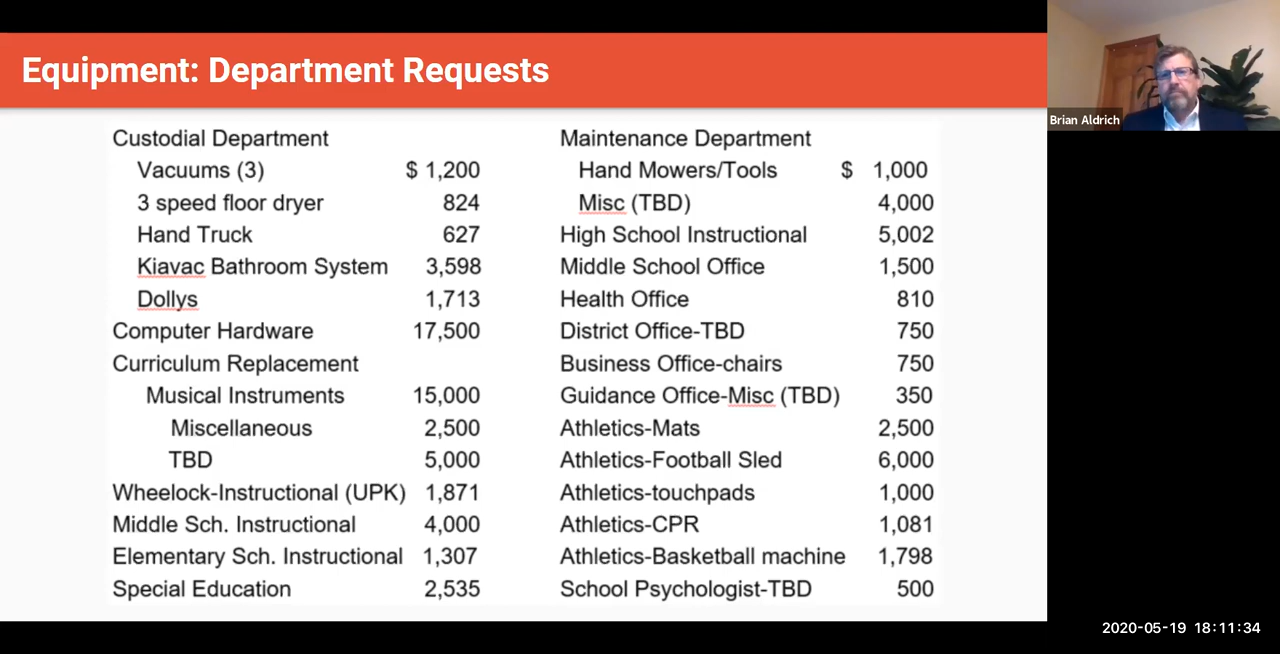 Equipment: Department Requests
Custodial Department
Vacuums (3) $ 1,200
3 speed floor dryer 824
Hand Truck 627
Kiavac Bathroom System 3,598
Dollys 1,713
Computer Hardware 17,500
Curriculum Replacement
Musical Instruments 15,000
Miscellaneous 2,500
TBD 5,000
Wheelock-Instructional (UPK) 1,871
Middle Sch. Instructional 4,000
Elementary Sch. Instructional 1,307
Special Education 2,535
Maintenance Department
Hand Mowers/Tools $ 1,000
Misc (TBD) 4,000
High School Instructional 5,002
Middle School Office 1,500
Health Office 810
District Office-TBD 750
Business Office-chairs 750
Guidance Office-Misc (TBD) 350
Athletics-Mats 2,500
Athletics-Football Sled 6,000
Athletics-touchpads 1,000
Athletics-CPR 1,081
Athletics-Basketball machine 1,798
School Psychologist-TBD 500
Brian Aldrich
2020-05-19 18:11:34